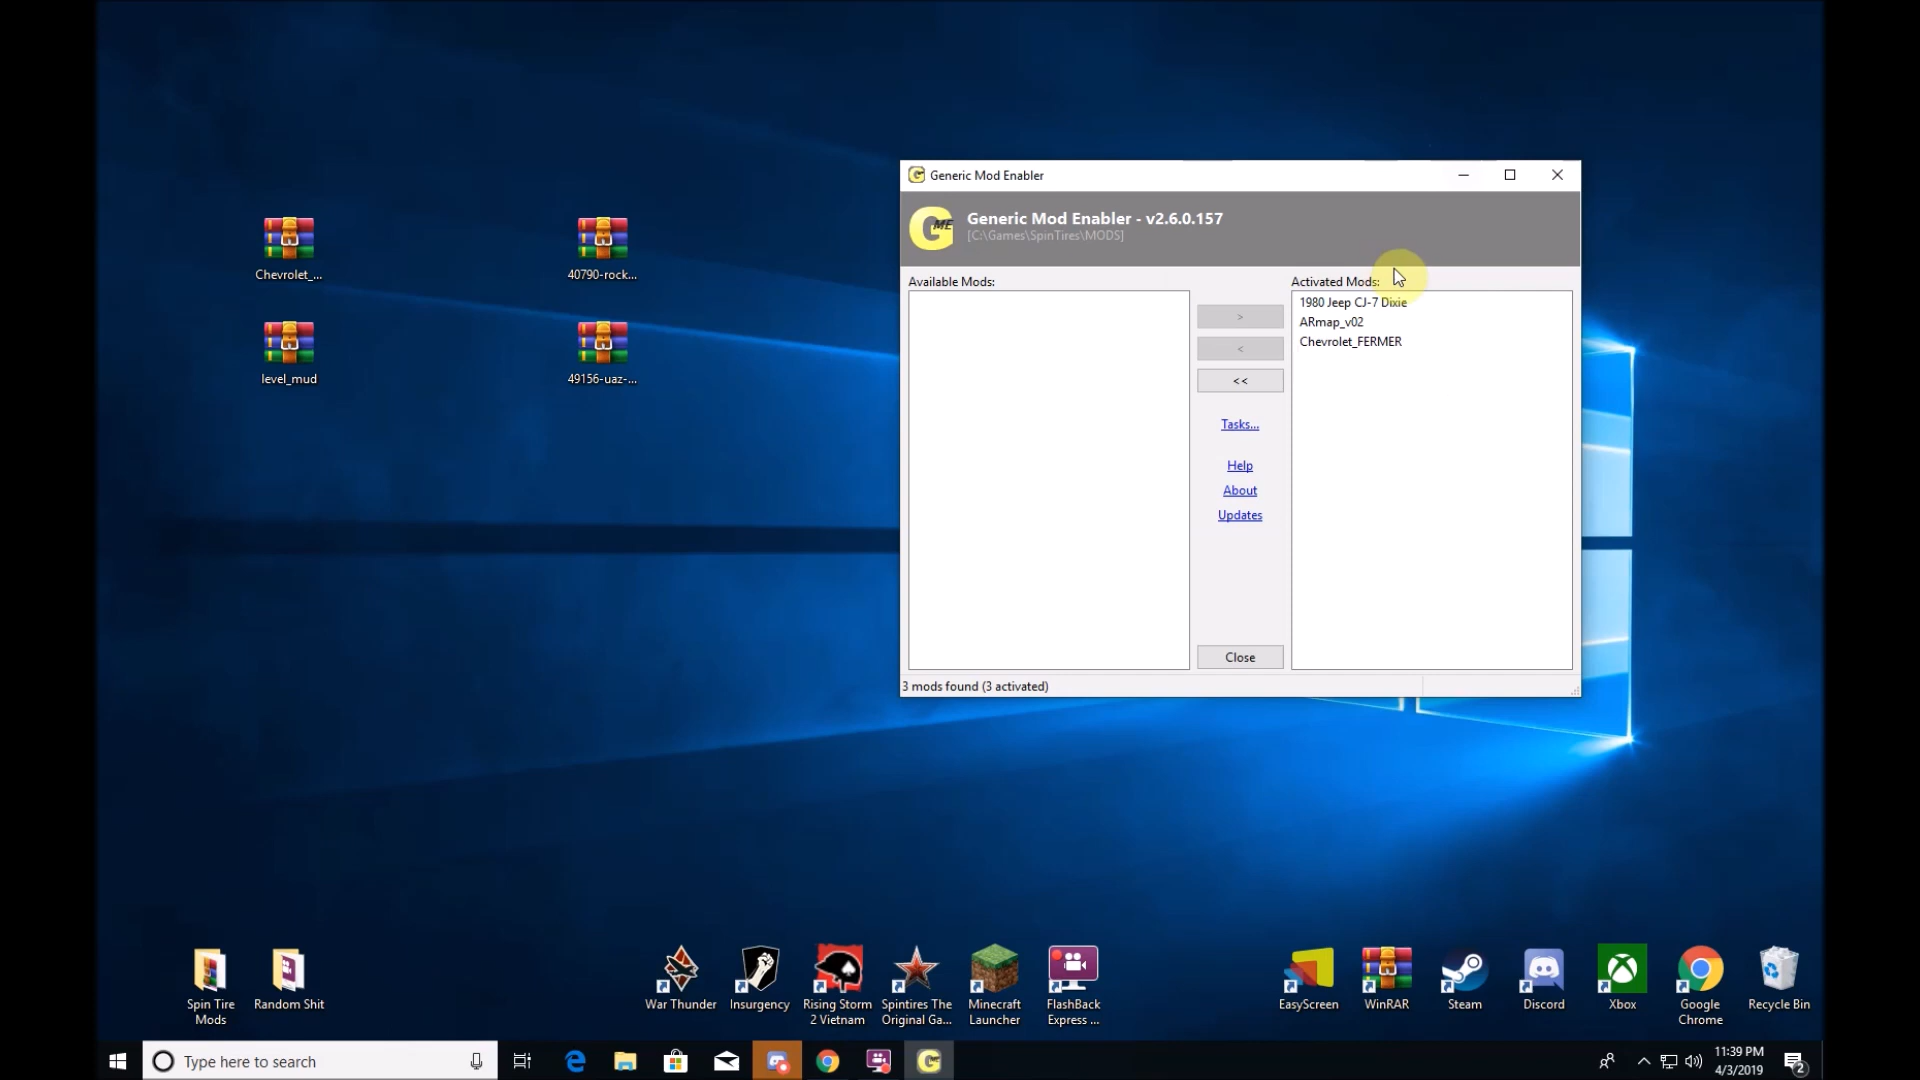 Generic Mod Enabler
GME
Generic Mod Enabler - v2.6.0.157
[C:\Games\SpinTires\MODS]
Available Mods:
Activated Mods:
1980 Jeep CJ-7 Dixie
ARmap_v02
Chevrolet_FERMER
>
<
<<
Tasks...
Help
About
Updates
Close
3 mods found (3 activated)
Chevrolet_...
40790-rock...
level_mud
49156-uaz-...
Spin Tire
Mods
Random Shit
War Thunder
Insurgency
Rising Storm
2 Vietnam
Spintires The
Original Ga...
Minecraft
Launcher
FlashBack
Express ...
EasyScreen
WinRAR
Steam
Discord
Xbox
Google
Chrome
Recycle Bin
Type here to search
11:39 PM
4/3/2019
2